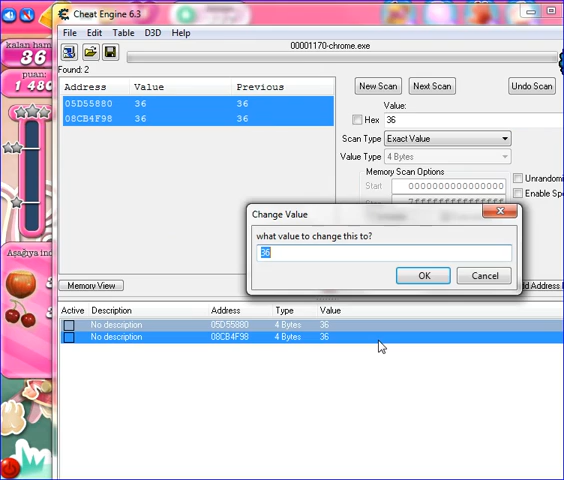 Cheat Engine 6.3
File Edit Table D3D Help
00001170-chrome.exe
kalan ham
36
puan:
1 480
Found: 2
Address Value Previous
05D55880 36 36
08CB4F98 36 36
New Scan Next Scan Undo Scan
Value:
Hex 36
Scan Type Exact Value
Value Type 4 Bytes
Memory Scan Options
Start 0000000000000000
Unrandomi
Enable Spe
Change Value
what value to change this to?
36
OK Cancel
Aşağıya ind
Memory View
dd Address
Active Description Address Type Value
No description 05D55880 4 Bytes 36
No description 08CB4F98 4 Bytes 36